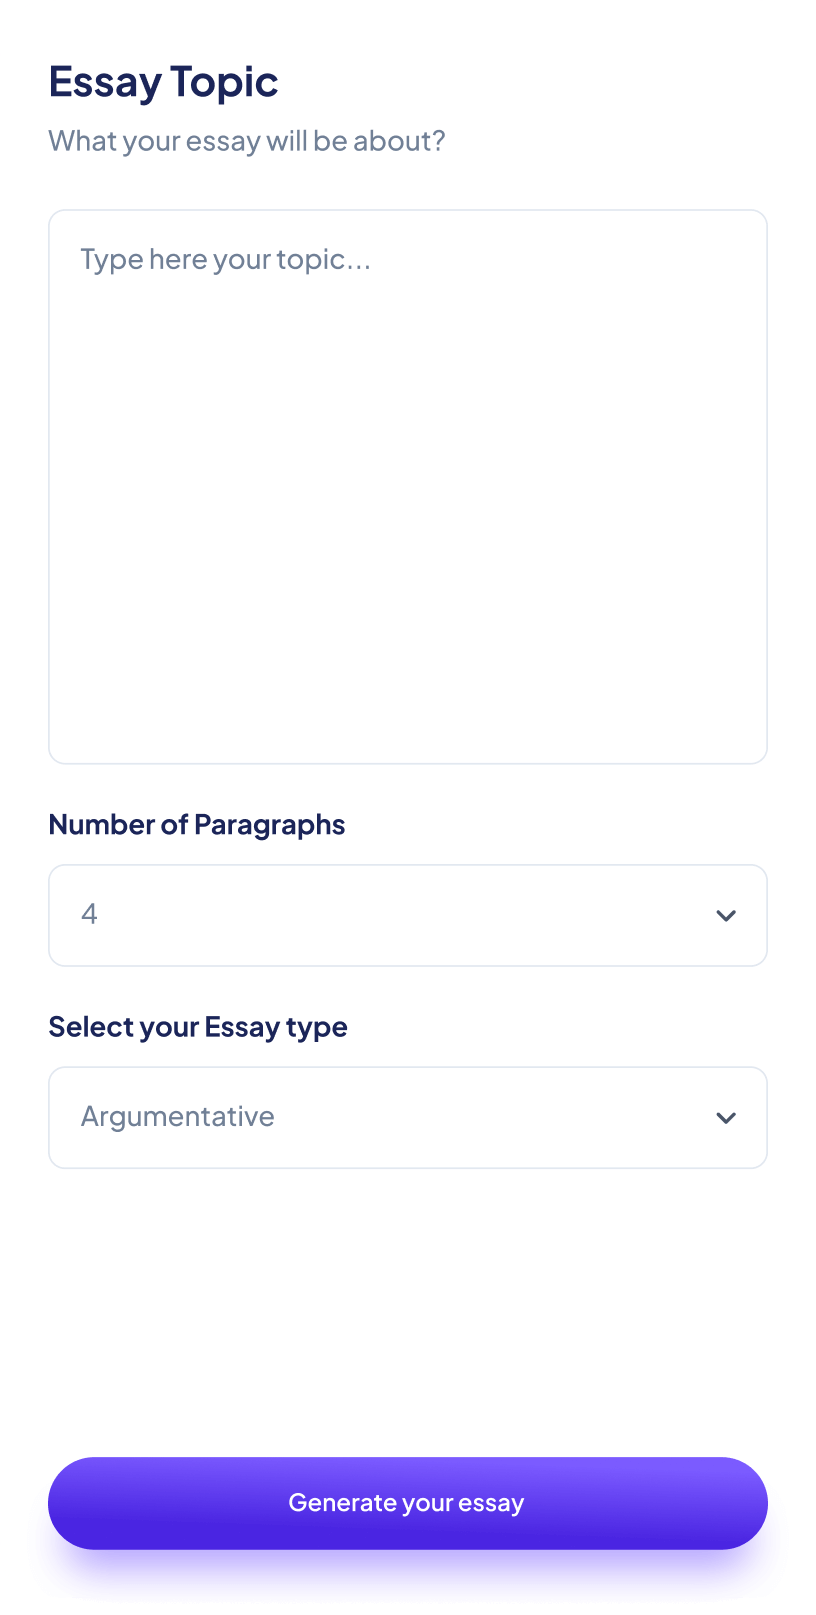 Essay Topic
What your essay will be about?
Type here your topic...
Number of Paragraphs
4
Select your Essay type
Argumentative
Generate your essay